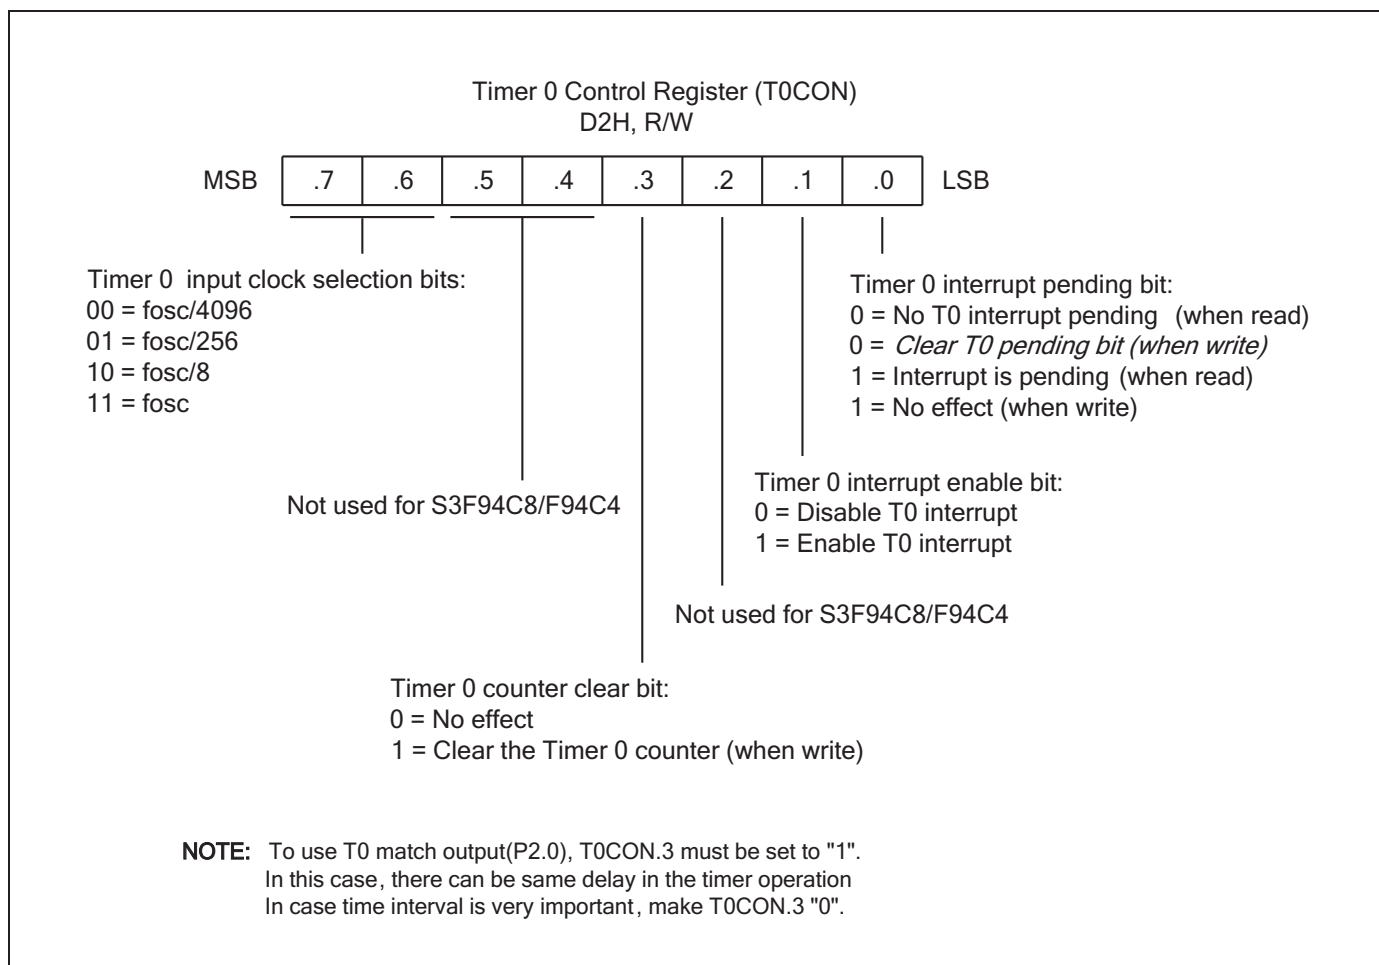 Timer 0 Control Register (T0CON)
D2H, R/W
MSB .7 .6 .5 .4 .3 .2 .1 .0 LSB
Timer 0 input clock selection bits:
00 = fosc/4096
01 = fosc/256
10 = fosc/8
11 = fosc
Timer 0 interrupt pending bit:
0 = No T0 interrupt pending (when read)
0 = Clear T0 pending bit (when write)
1 = Interrupt is pending (when read)
1 = No effect (when write)
Not used for S3F94C8/F94C4
Timer 0 interrupt enable bit:
0 = Disable T0 interrupt
1 = Enable T0 interrupt
Not used for S3F94C8/F94C4
Timer 0 counter clear bit:
0 = No effect
1 = Clear the Timer 0 counter (when write)
NOTE: To use T0 match output(P2.0), T0CON.3 must be set to "1".
In this case, there can be same delay in the timer operation
In case time interval is very important, make T0CON.3 "0".